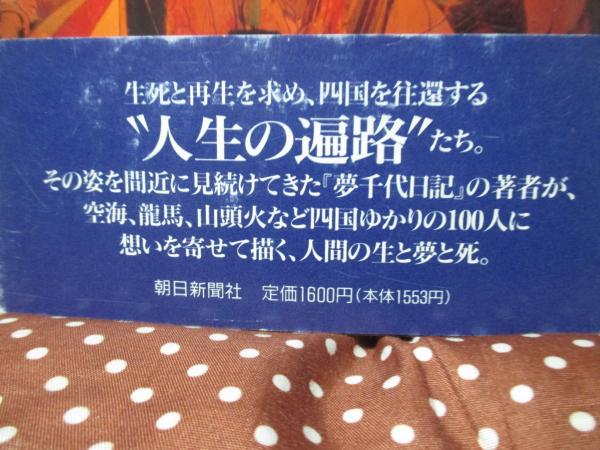 生死と再生を求め、四国を往還する
〝人生の遍路〟たち。
その姿を間近に見続けてきた『夢千代日記』の著者が、
空海、龍馬、山頭火など四国ゆかりの100人に
想いを寄せて描く、人間の生と夢と死。
朝日新聞社 定価1600円(本体1553円)